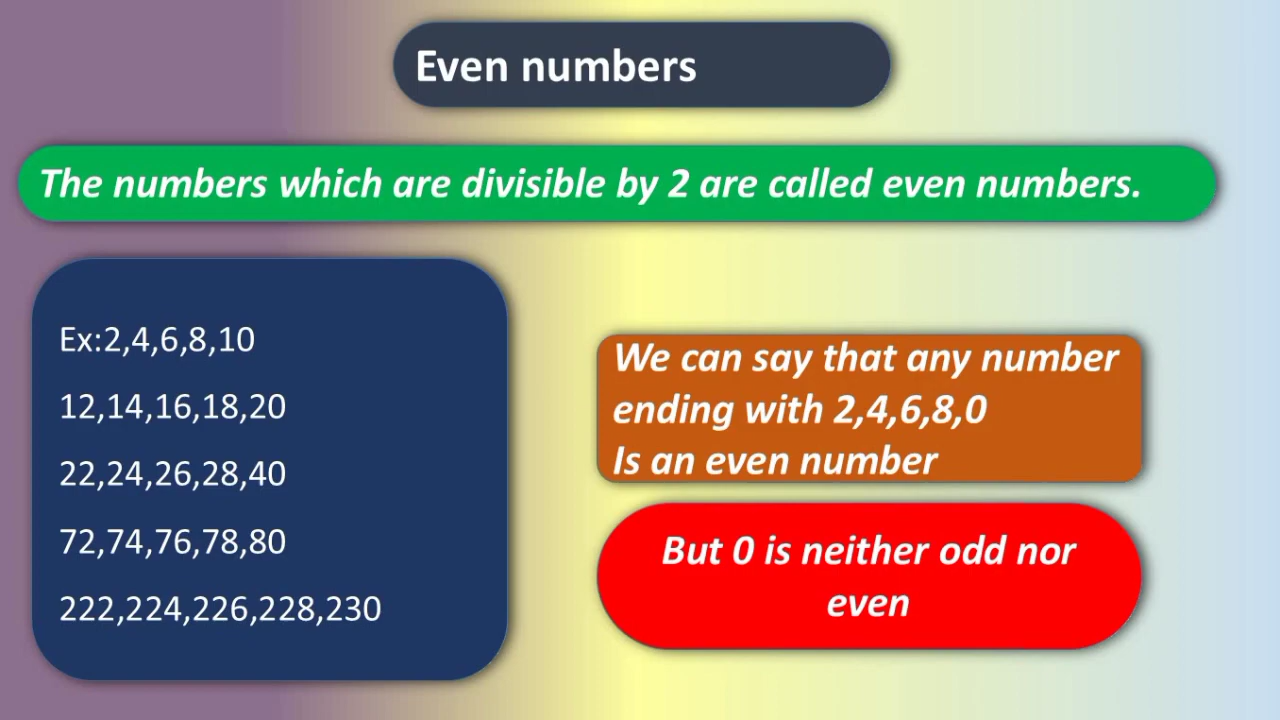 Even numbers
The numbers which are divisible by 2 are called even numbers.
Ex:2,4,6,8,10
12,14,16,18,20
22,24,26,28,40
72,74,76,78,80
222,224,226,228,230
We can say that any number
ending with 2,4,6,8,0
Is an even number
But 0 is neither odd nor
even